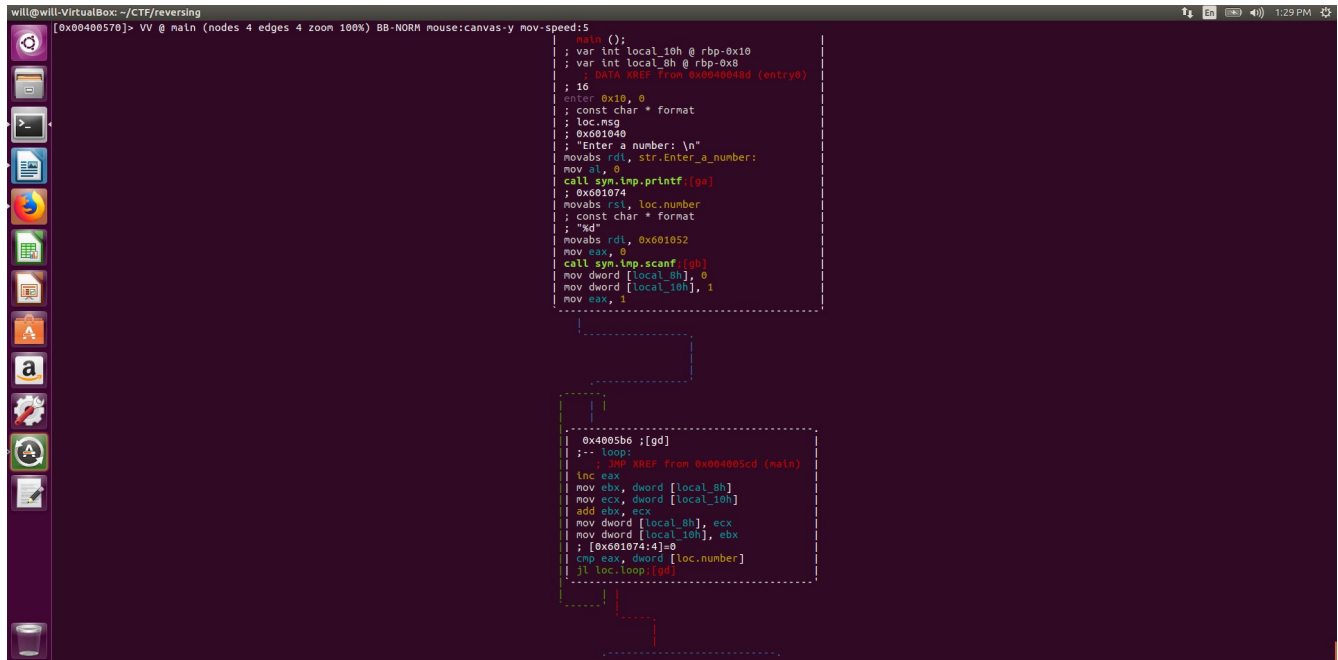 will@will-VirtualBox: ~/CTF/reversing
En
1:29 PM
[0x00400570]> VV @ main (nodes 4 edges 4 zoom 100%) BB-NORM mouse:canvas-y mov-speed:5
main ();
; var int local_10h @ rbp-0x10
; var int local_8h @ rbp-0x8
; DATA XREF from 0x0040048d (entry0)
; 16
enter 0x10, 0
; const char * format
; loc.msg
; 0x601040
; "Enter a number: \n"
movabs rdi, str.Enter_a_number:
mov al, 0
call sym.imp.printf;[ga]
; 0x601074
movabs rsi, loc.number
; const char * format
; "%d"
movabs rdi, 0x601052
mov eax, 0
call sym.imp.scanf;[gb]
mov dword [local_8h], 0
mov dword [local_10h], 1
mov eax, 1
0x4005b6 ;[gd]
;-- loop:
; JMP XREF from 0x004005cd (main)
inc eax
mov ebx, dword [local_8h]
mov ecx, dword [local_10h]
add ebx, ecx
mov dword [local_8h], ecx
mov dword [local_10h], ebx
; [0x601074:4]=0
cmp eax, dword [loc.number]
jl loc.loop;[gd]